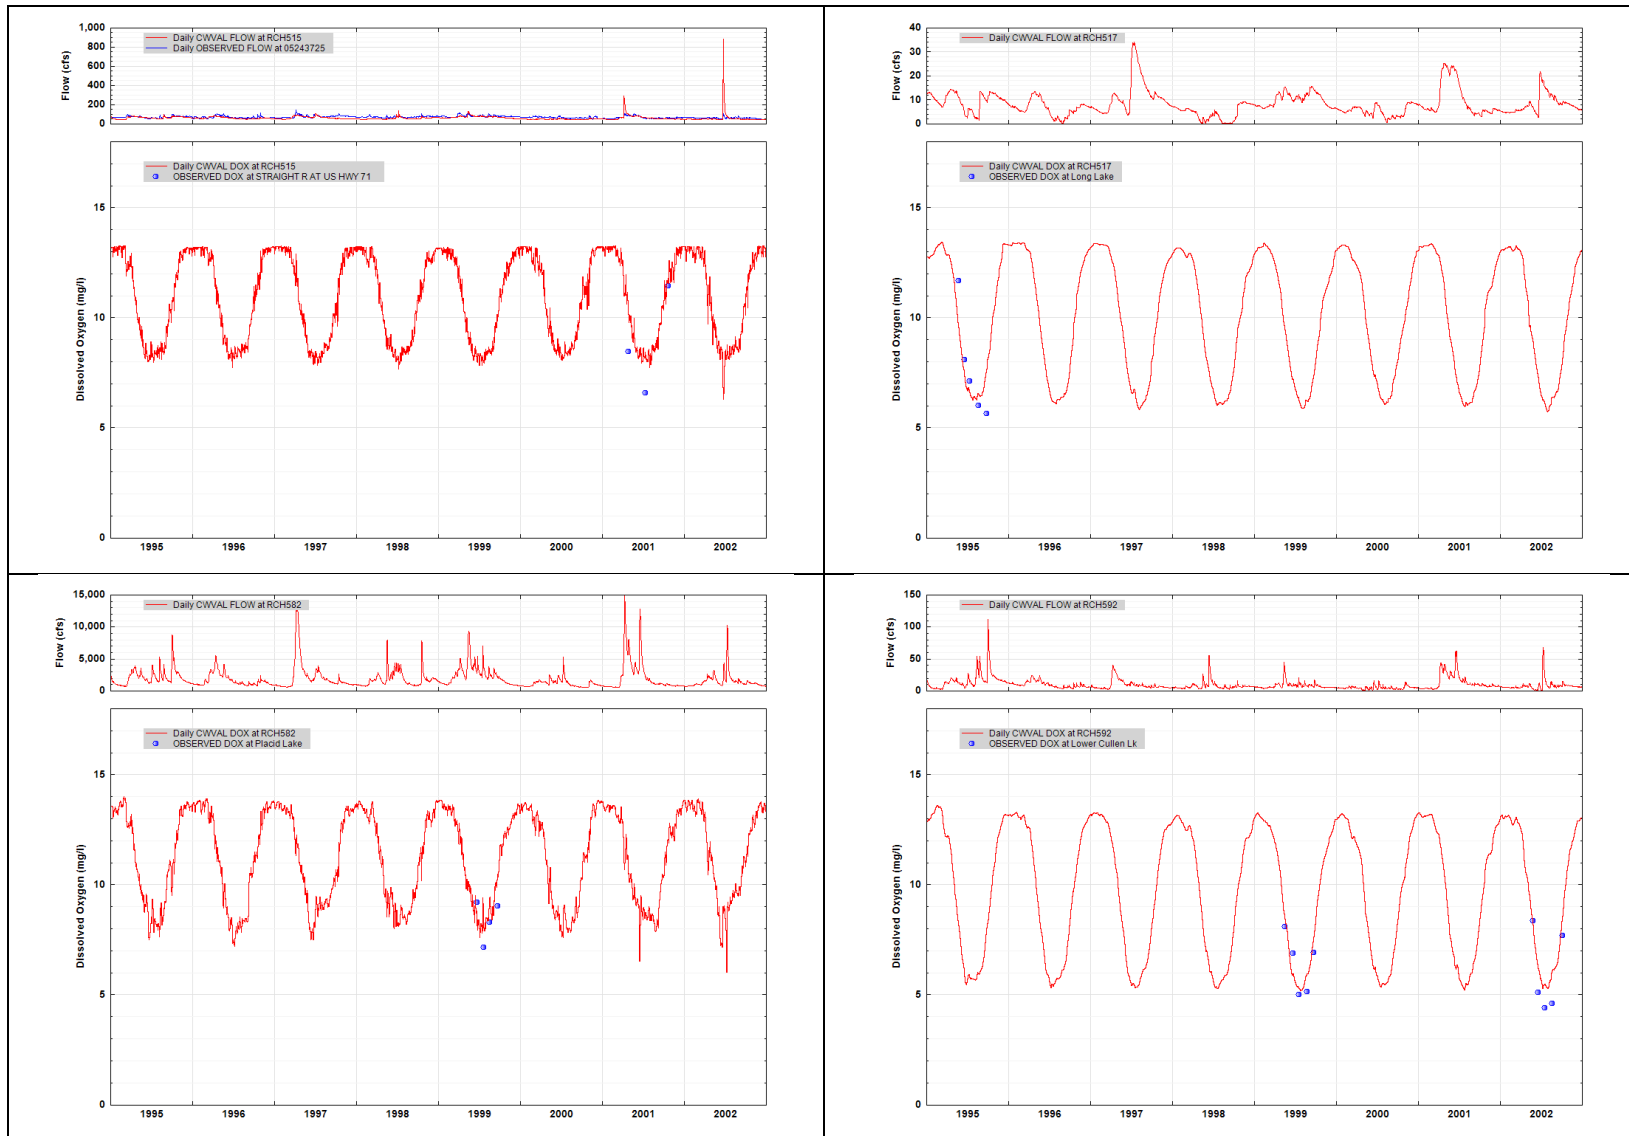 1,000
800
600
400
200
0
Flow (cfs)
Daily CWVAL FLOW at RCH515
Daily OBSERVED FLOW at 05243725
15
10
5
0
Dissolved Oxygen (mg/l)
Daily CWVAL DOX at RCH515
OBSERVED DOX at STRAIGHT R AT US HWY 71
1995 1996 1997 1998 1999 2000 2001 2002
40
30
20
10
0
Flow (cfs)
Daily CWVAL FLOW at RCH517
15
10
5
0
Dissolved Oxygen (mg/l)
Daily CWVAL DOX at RCH517
OBSERVED DOX at Long Lake
1995 1996 1997 1998 1999 2000 2001 2002
15,000
10,000
5,000
0
Flow (cfs)
Daily CWVAL FLOW at RCH582
15
10
5
0
Dissolved Oxygen (mg/l)
Daily CWVAL DOX at RCH582
OBSERVED DOX at Placid Lake
1995 1996 1997 1998 1999 2000 2001 2002
150
100
50
0
Flow (cfs)
Daily CWVAL FLOW at RCH592
15
10
5
0
Dissolved Oxygen (mg/l)
Daily CWVAL DOX at RCH592
OBSERVED DOX at Lower Cullen Lk
1995 1996 1997 1998 1999 2000 2001 2002